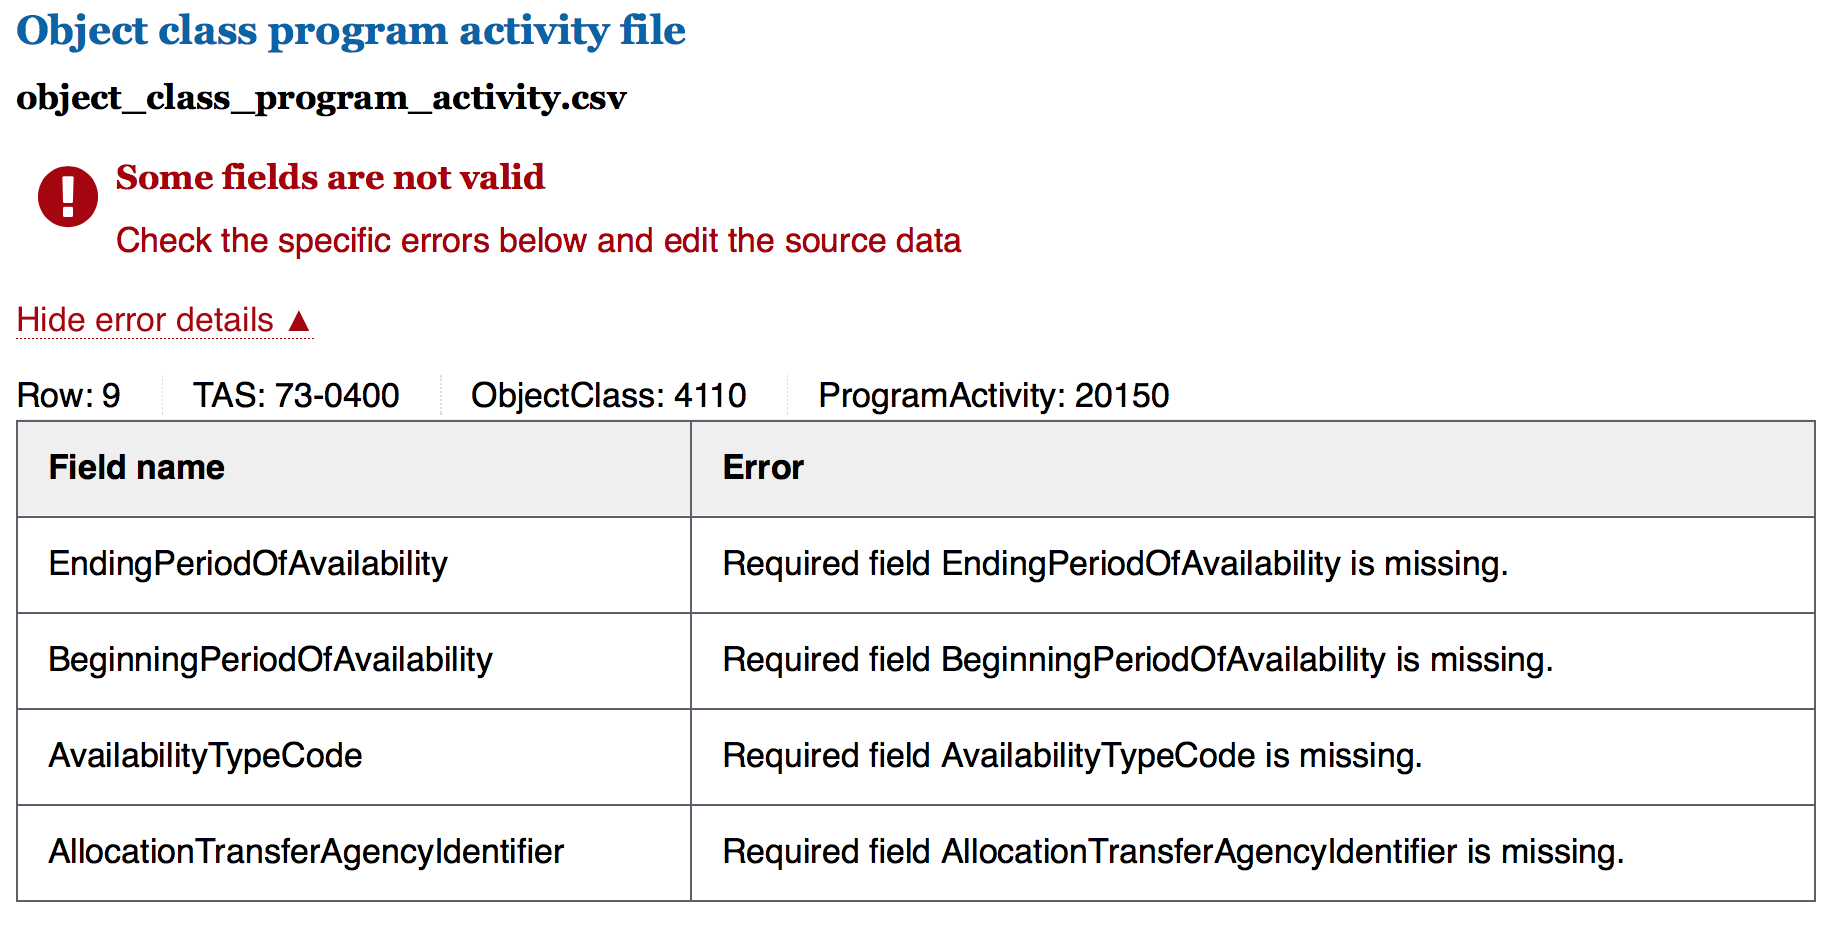 Object class program activity file
object_class_program_activity.csv
Some fields are not valid
Check the specific errors below and edit the source data
Hide error details ▲
Row: 9 TAS: 73-0400 ObjectClass: 4110 ProgramActivity: 20150
Field name Error
EndingPeriodOfAvailability Required field EndingPeriodOfAvailability is missing.
BeginningPeriodOfAvailability Required field BeginningPeriodOfAvailability is missing.
AvailabilityTypeCode Required field AvailabilityTypeCode is missing.
AllocationTransferAgencyIdentifier Required field AllocationTransferAgencyIdentifier is missing.